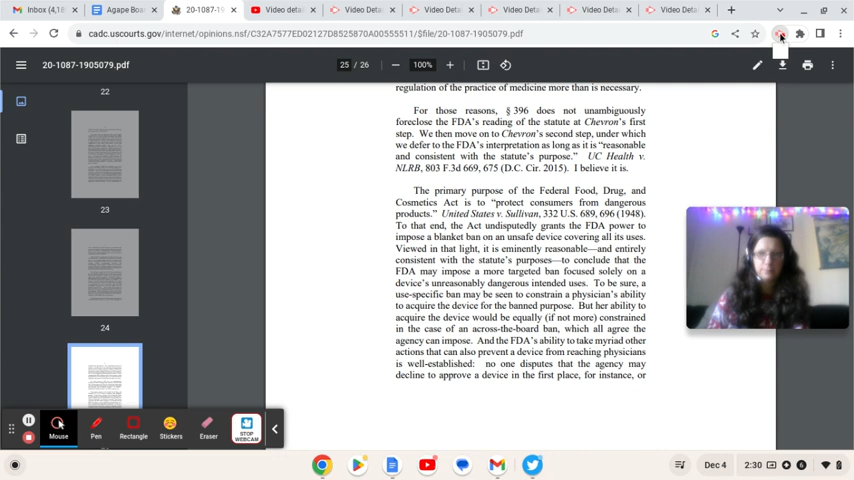 Inbox (4,18
Agape Boa
20-1087-19
Video detai
Video Deta
Video Deta
Video Deta
Video Deta
Video Deta
cadc.uscourts.gov/internet/opinions.nsf/C32A7577ED02127D8525870A00555511/$file/20-1087-1905079.pdf
20-1087-1905079.pdf
25 / 26
100%
22
23
24
regulation of the practice of medicine more than is necessary.
For those reasons, § 396 does not unambiguously
foreclose the FDA's reading of the statute at Chevron's first
step. We then move on to Chevron's second step, under which
we defer to the FDA's interpretation as long as it is "reasonable
and consistent with the statute's purpose." UC Health v.
NLRB, 803 F.3d 669, 675 (D.C. Cir. 2015). I believe it is.
The primary purpose of the Federal Food, Drug, and
Cosmetics Act is to "protect consumers from dangerous
products." United States v. Sullivan, 332 U.S. 689, 696 (1948).
To that end, the Act undisputedly grants the FDA power to
impose a blanket ban on an unsafe device covering all its uses.
Viewed in that light, it is eminently reasonable—and entirely
consistent with the statute's purposes—to conclude that the
FDA may impose a more targeted ban focused solely on a
device's unreasonably dangerous intended uses. To be sure, a
use-specific ban may be seen to constrain a physician's ability
to acquire the device for the banned purpose. But her ability to
acquire the device would be equally (if not more) constrained
in the case of an across-the-board ban, which all agree the
agency can impose. And the FDA's ability to take myriad other
actions that can also prevent a device from reaching physicians
is well-established: no one disputes that the agency may
decline to approve a device in the first place, for instance, or
Mouse
Pen
Rectangle
Stickers
Eraser
STOP
WEBCAM
Dec 4
2:30
6